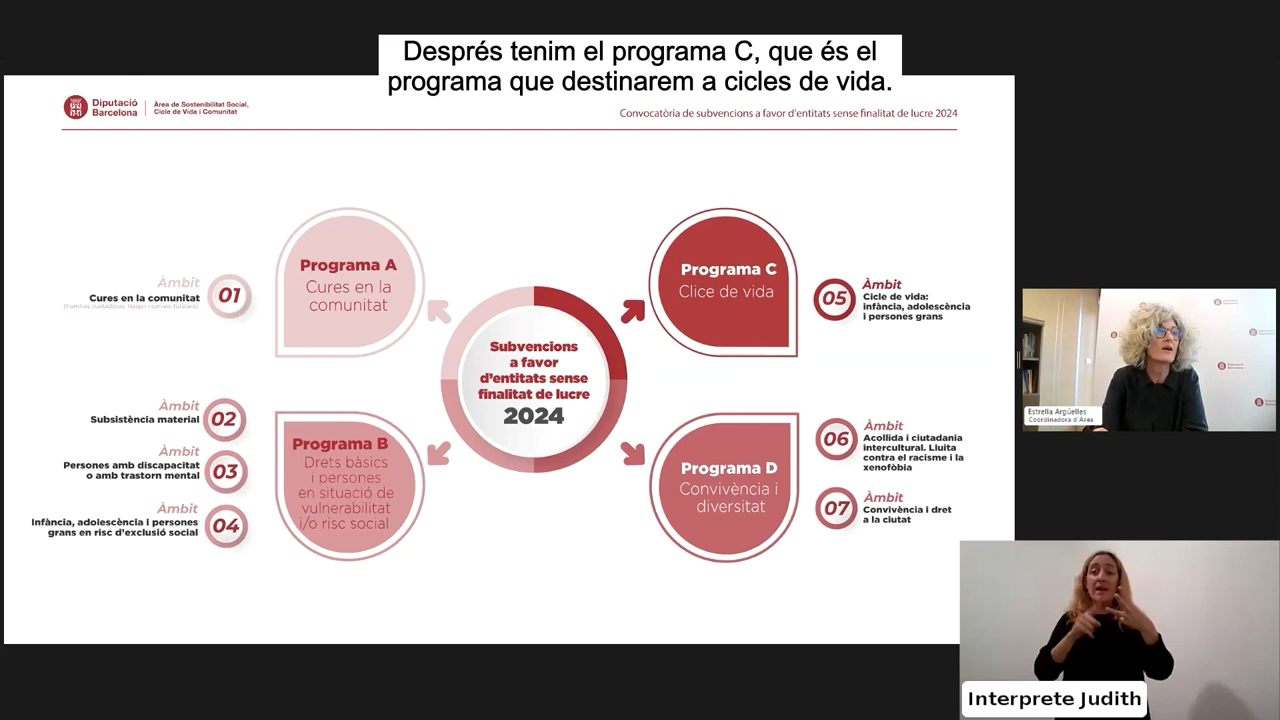 Després tenim el programa C, que és el
programa que destinarem a cicles de vida.
Diputació
Barcelona
Àrea de Sostenibilitat Social,
Cicle de Vida i Comunitat
Convocatòria de subvencions a favor d'entitats sense finalitat de lucre 2024
Àmbit
01
Cures en la comunitat
Programa A
Cures en la
comunitat
Àmbit
02
Subsistència material
Àmbit
03
Persones amb discapacitat
o amb trastorn mental
Àmbit
04
Infància, adolescència i persones
grans en risc d'exclusió social
Programa B
Drets bàsics
i persones
en situació de
vulnerabilitat
i/o risc social
Subvencions
a favor
d'entitats sense
finalitat de lucre
2024
Programa C
Clice de vida
05
Àmbit
Cicle de vida:
infància, adolescència
i persones grans
Programa D
Convivència i
diversitat
06
Àmbit
Acollida i ciutadania
intercultural. Lluita
contra el racisme i la
xenofòbia
07
Àmbit
Convivència i dret
a la ciutat
Estrella Argüelles
Coordinadora d'Àrea
Interprete Judith